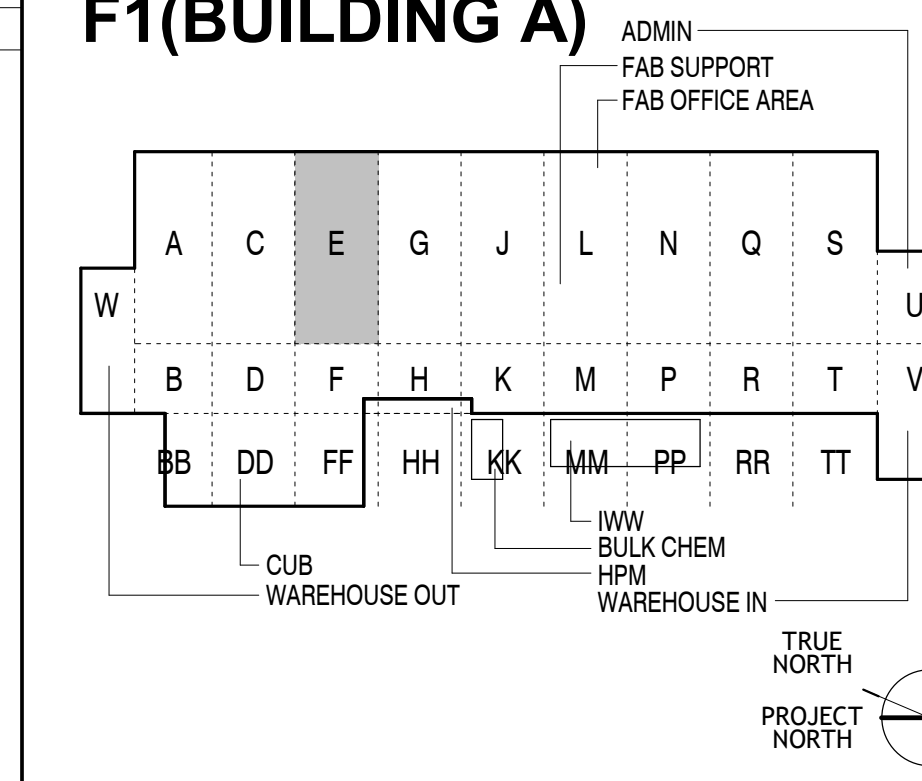 F1(BUILDING A)
ADMIN
FAB SUPPORT
FAB OFFICE AREA
A C E G J L N Q S
W U
B D F H K M P R T V
BB DD FF HH KK MM PP RR TT
IWW
BULK CHEM
CUB
HPM
WAREHOUSE OUT
WAREHOUSE IN
TRUE
NORTH
PROJECT
NORTH